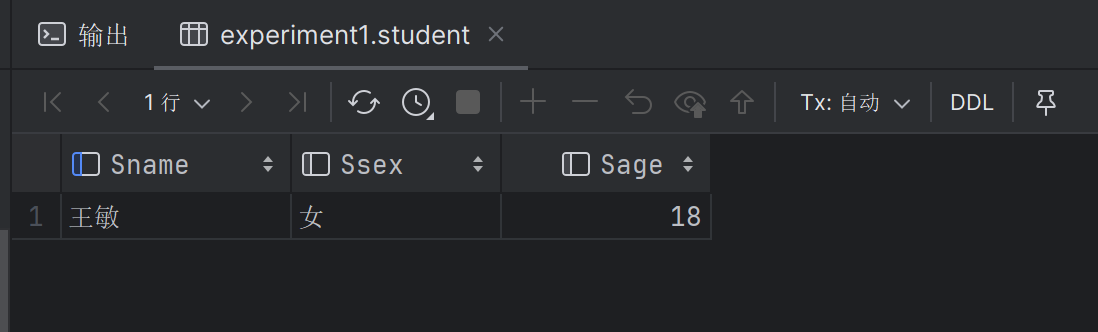 输出 experiment1.student
1 行 Tx: 自动 DDL
Sname Ssex Sage
1 王敏 女 18